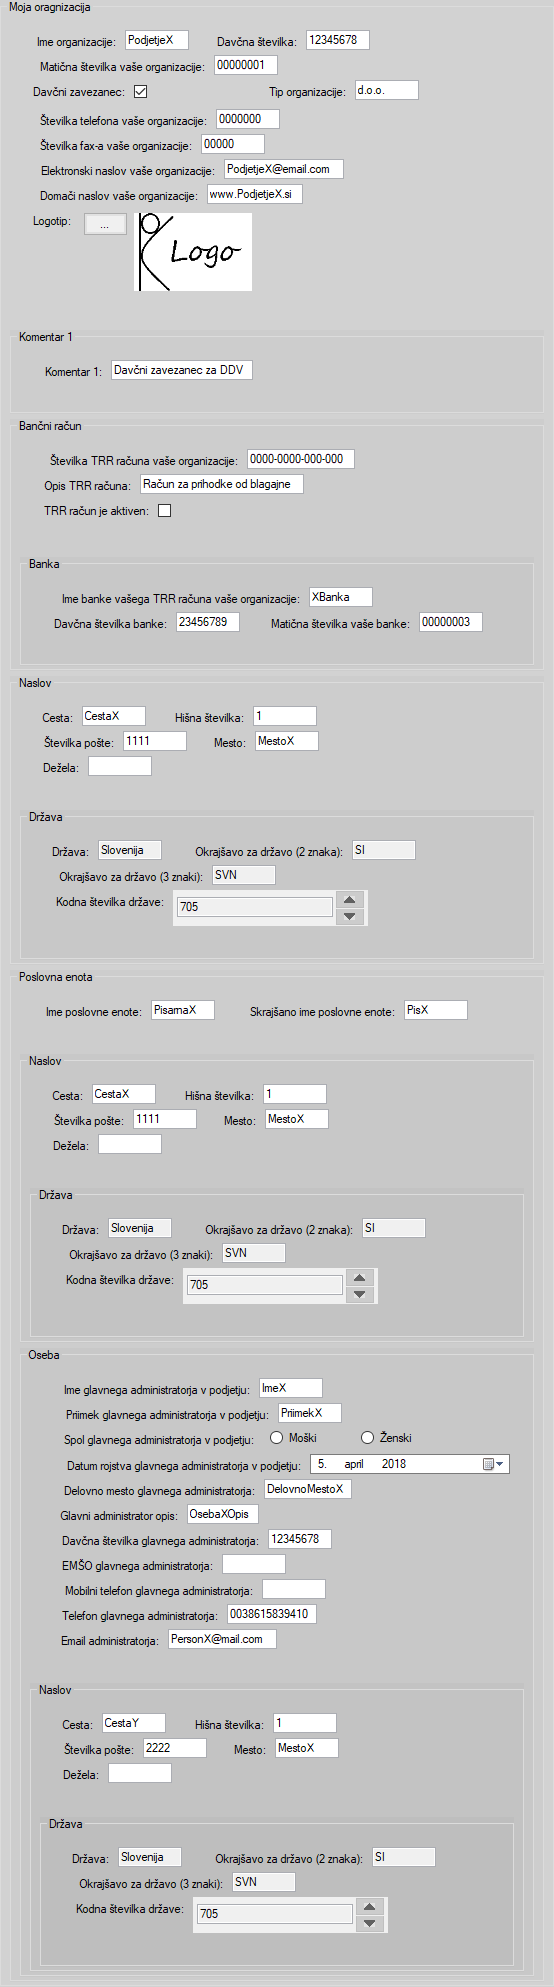 Moja oragnizacija
Ime organizacije: PodjetjeX Davčna številka: 12345678
Matična številka vaše organizacije: 00000001
Davčni zavezanec: Tip organizacije: d.o.o.
Številka telefona vaše organizacije: 0000000
Številka fax-a vaše organizacije: 00000
Elektronski naslov vaše organizacije: PodjetjeX@email.com
Domači naslov vaše organizacije: www.PodjetjeX.si
Logotip: ... Logo
Komentar 1
Komentar 1: Davčni zavezanec za DDV
Bančni račun
Številka TRR računa vaše organizacije: 0000-0000-000-000
Opis TRR računa: Račun za prihodke od blagajne
TRR račun je aktiven:
Banka
Ime banke vašega TRR računa vaše organizacije: XBanka
Davčna številka banke: 23456789 Matična številka vaše banke: 00000003
Naslov
Cesta: CestaX Hišna številka: 1
Številka pošte: 1111 Mesto: MestoX
Dežela:
Država
Država: Slovenija Okrajšavo za državo (2 znaka): SI
Okrajšavo za državo (3 znaki): SVN
Kodna številka države: 705
Poslovna enota
Ime poslovne enote: PisarnaX Skrajšano ime poslovne enote: PisX
Naslov
Cesta: CestaX Hišna številka: 1
Številka pošte: 1111 Mesto: MestoX
Dežela:
Država
Država: Slovenija Okrajšavo za državo (2 znaka): SI
Okrajšavo za državo (3 znaki): SVN
Kodna številka države: 705
Oseba
Ime glavnega administratorja v podjetju: ImeX
Priimek glavnega administratorja v podjetju: PriimekX
Spol glavnega administratorja v podjetju: Moški Ženski
Datum rojstva glavnega administratorja v podjetju: 5. april 2018
Delovno mesto glavnega administratorja: DelovnoMestoX
Glavni administrator opis: OsebaXOpis
Davčna številka glavnega administratorja: 12345678
EMŠO glavnega administratorja:
Mobilni telefon glavnega administratorja:
Telefon glavnega administratorja: 0038615839410
Email administratorja: PersonX@mail.com
Naslov
Cesta: CestaY Hišna številka: 1
Številka pošte: 2222 Mesto: MestoX
Dežela:
Država
Država: Slovenija Okrajšavo za državo (2 znaka): SI
Okrajšavo za državo (3 znaki): SVN
Kodna številka države: 705